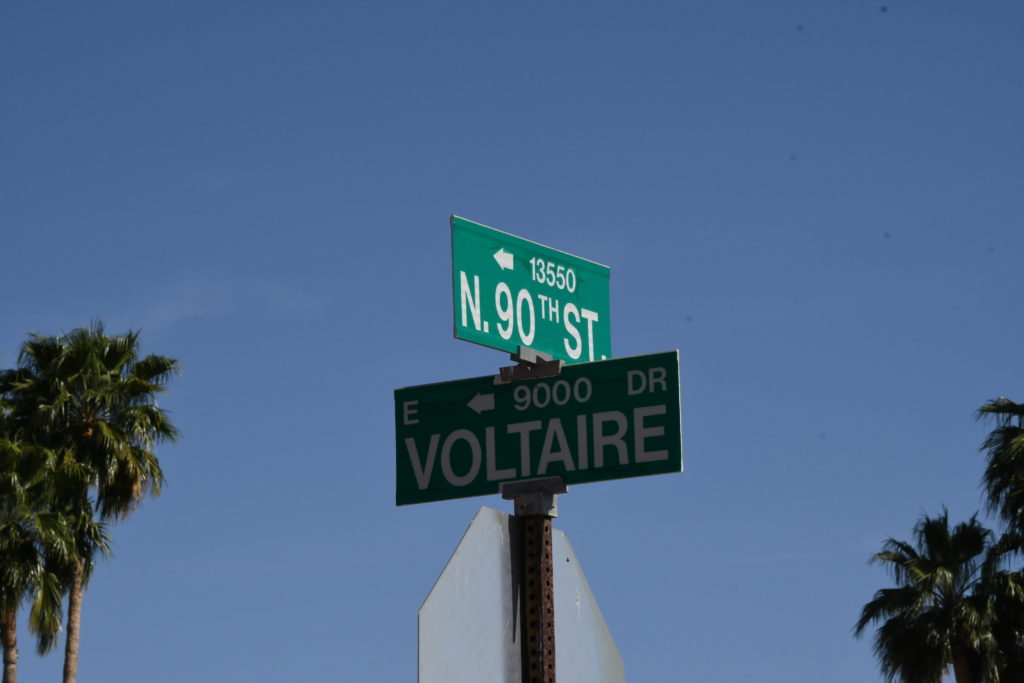 13550
N. 90TH ST.
E 9000 DR
VOLTAIRE